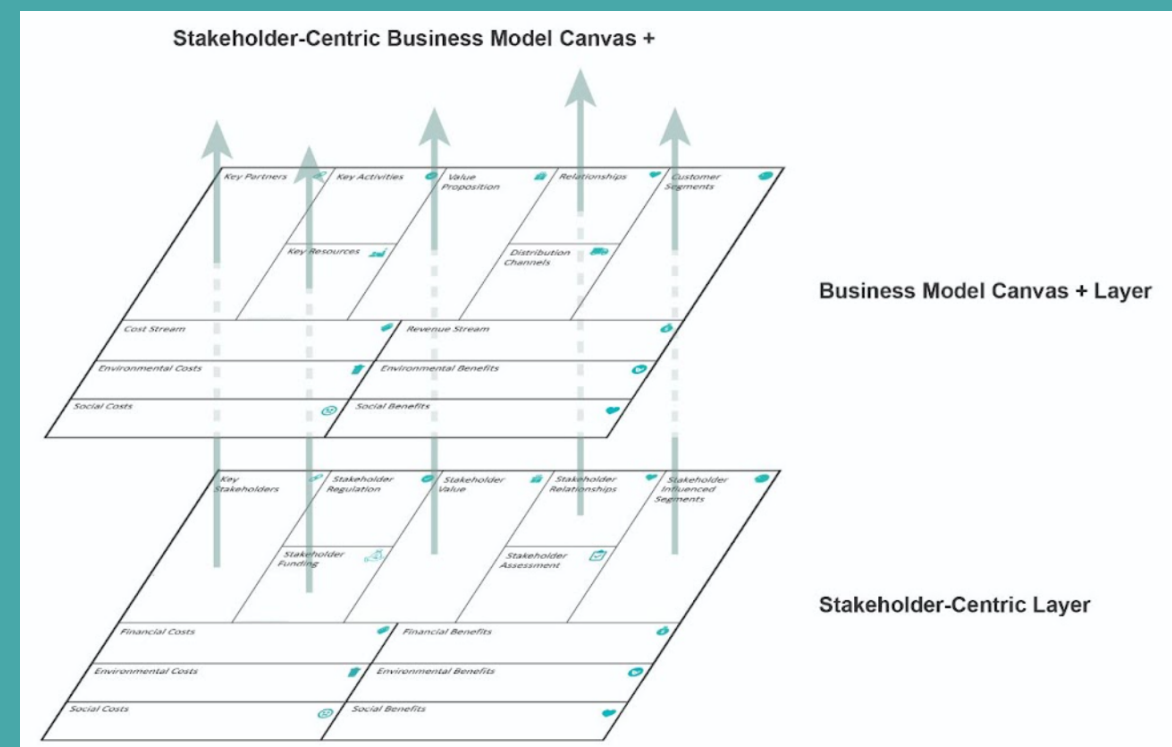 Stakeholder-Centric Business Model Canvas +
Key Partners
Key Activities
Value
Proposition
Relationships
Customer
Segments
Key Resources
Distribution
Channels
Business Model Canvas + Layer
Cost Stream
Revenue Stream
Environmental Costs
Environmental Benefits
Social Costs
Social Benefits
Key
Stakeholders
Stakeholder
Regulation
Stakeholder
Value
Stakeholder
Relationships
Stakeholder
Influenced
Segments
Stakeholder
Funding
Stakeholder
Assessment
Stakeholder-Centric Layer
Financial Costs
Financial Benefits
Environmental Costs
Environmental Benefits
Social Costs
Social Benefits